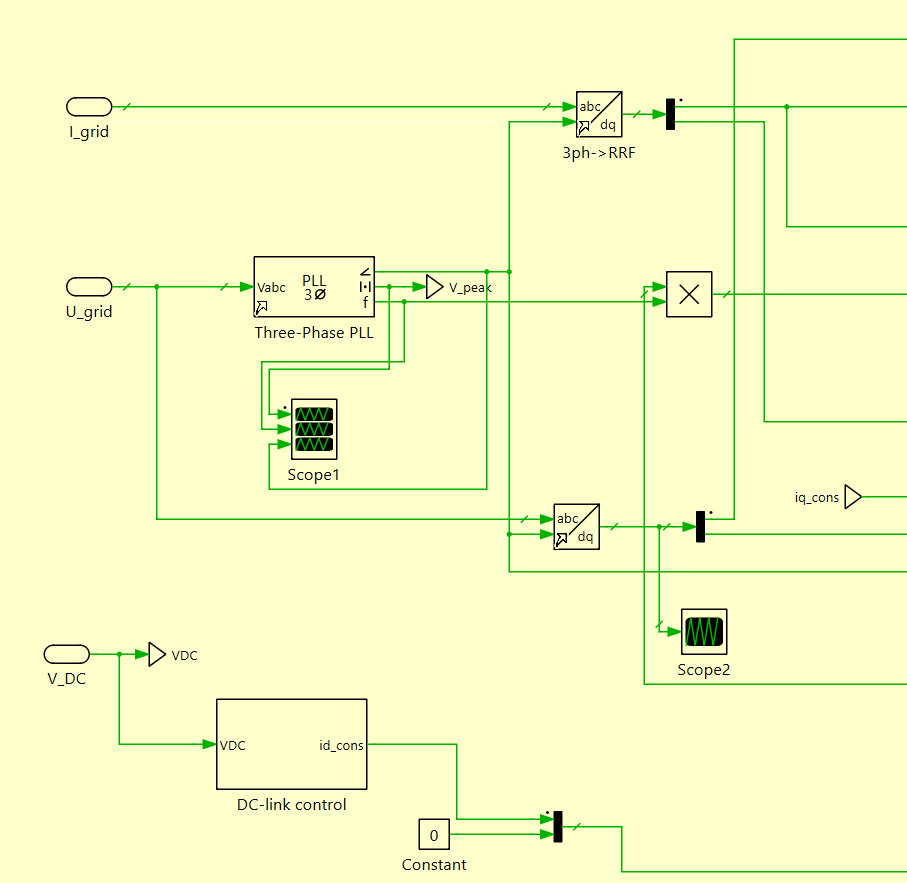 I_grid
abc
dq
3ph->RRF
U_grid
Vabc
PLL
3Ø
∠
|·|
f
V_peak
Three-Phase PLL
Scope1
iq_cons
abc
dq
Scope2
V_DC
VDC
VDC
id_cons
DC-link control
0
Constant